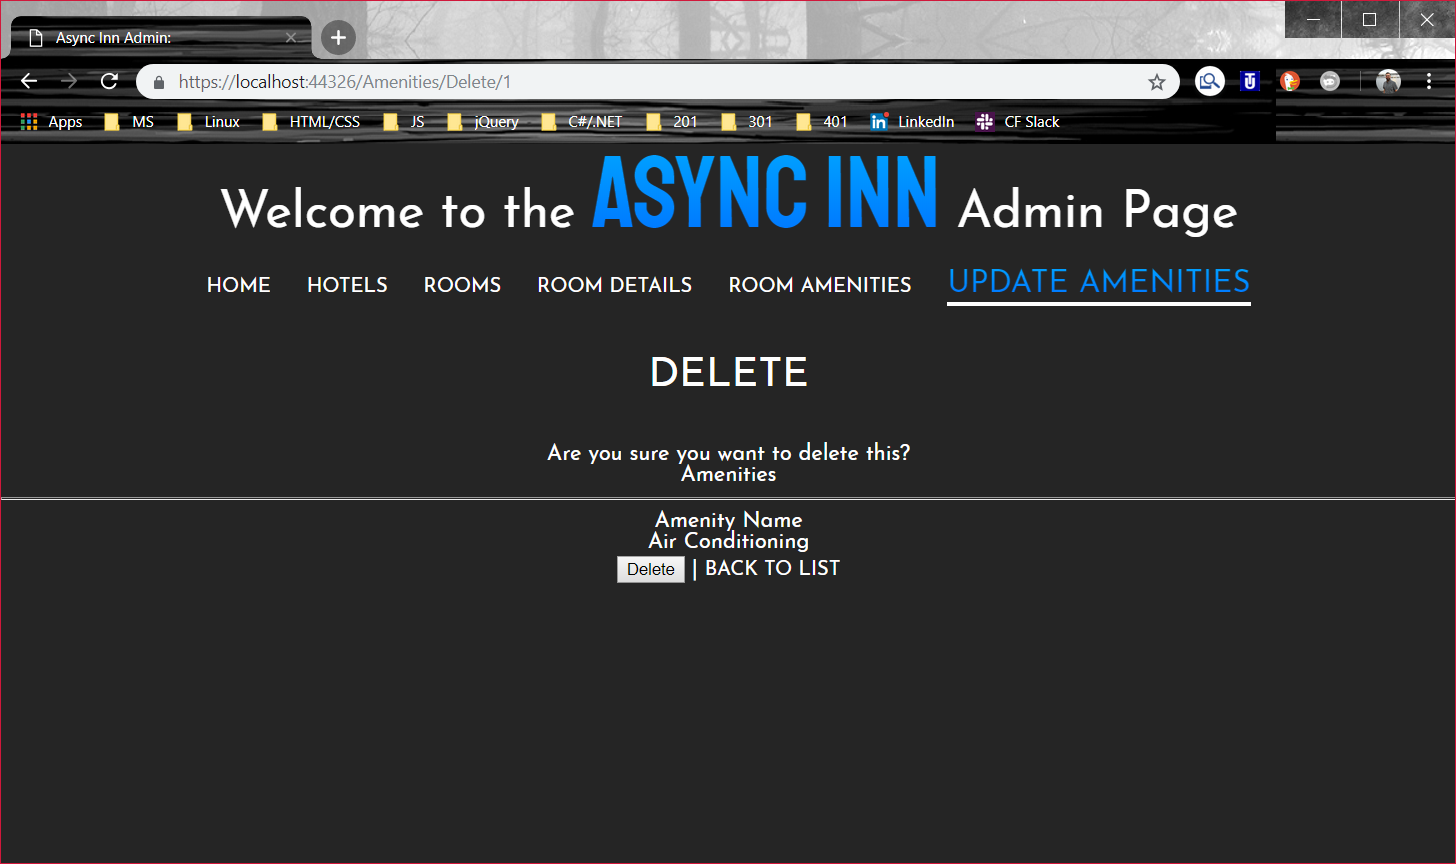 Async Inn Admin:
https://localhost:44326/Amenities/Delete/1
Apps MS Linux HTML/CSS JS jQuery C#/.NET 201 301 401 LinkedIn CF Slack
Welcome to the ASYNC INN Admin Page
HOME HOTELS ROOMS ROOM DETAILS ROOM AMENITIES UPDATE AMENITIES
DELETE
Are you sure you want to delete this?
Amenities
Amenity Name
Air Conditioning
Delete | BACK TO LIST